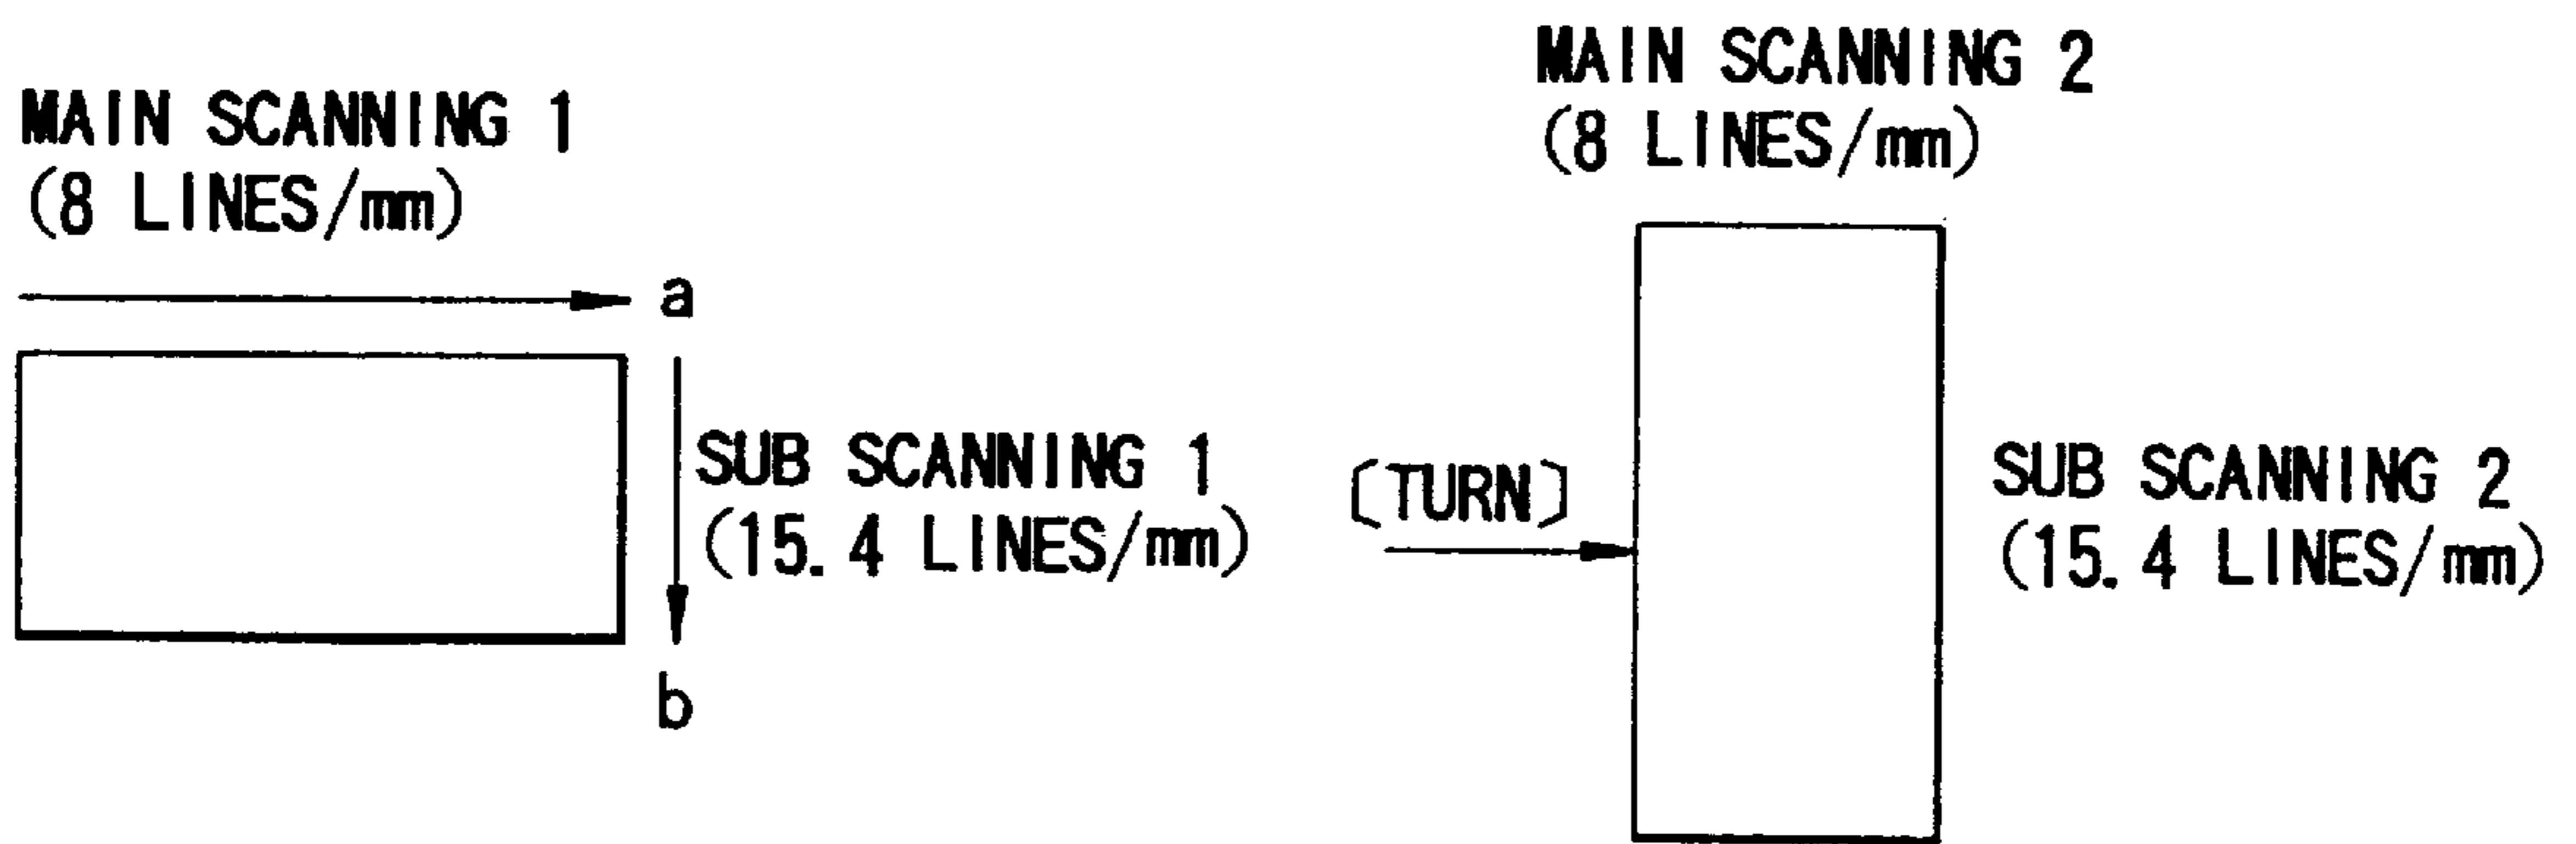 MAIN SCANNING 1
(8 LINES/mm)
a
SUB SCANNING 1
(15.4 LINES/mm)
b
MAIN SCANNING 2
(8 LINES/mm)
〔TURN〕
SUB SCANNING 2
(15.4 LINES/mm)